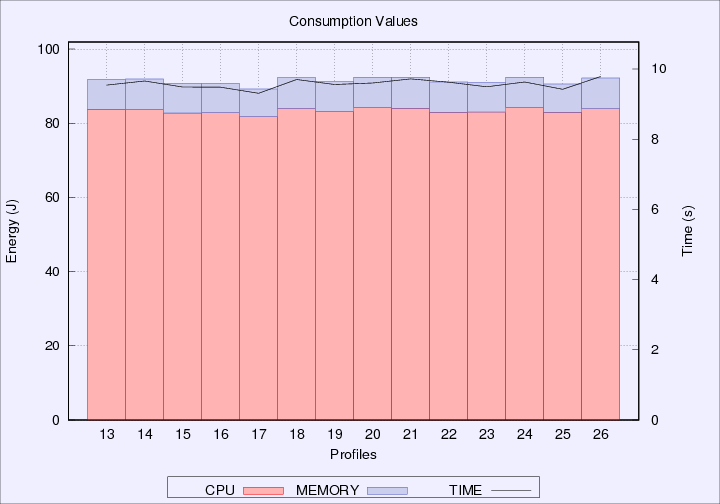 Consumption Values
100
80
60
40
20
0
Energy (J)
10
8
6
4
2
0
Time (s)
13 14 15 16 17 18 19 20 21 22 23 24 25 26
Profiles
CPU MEMORY TIME